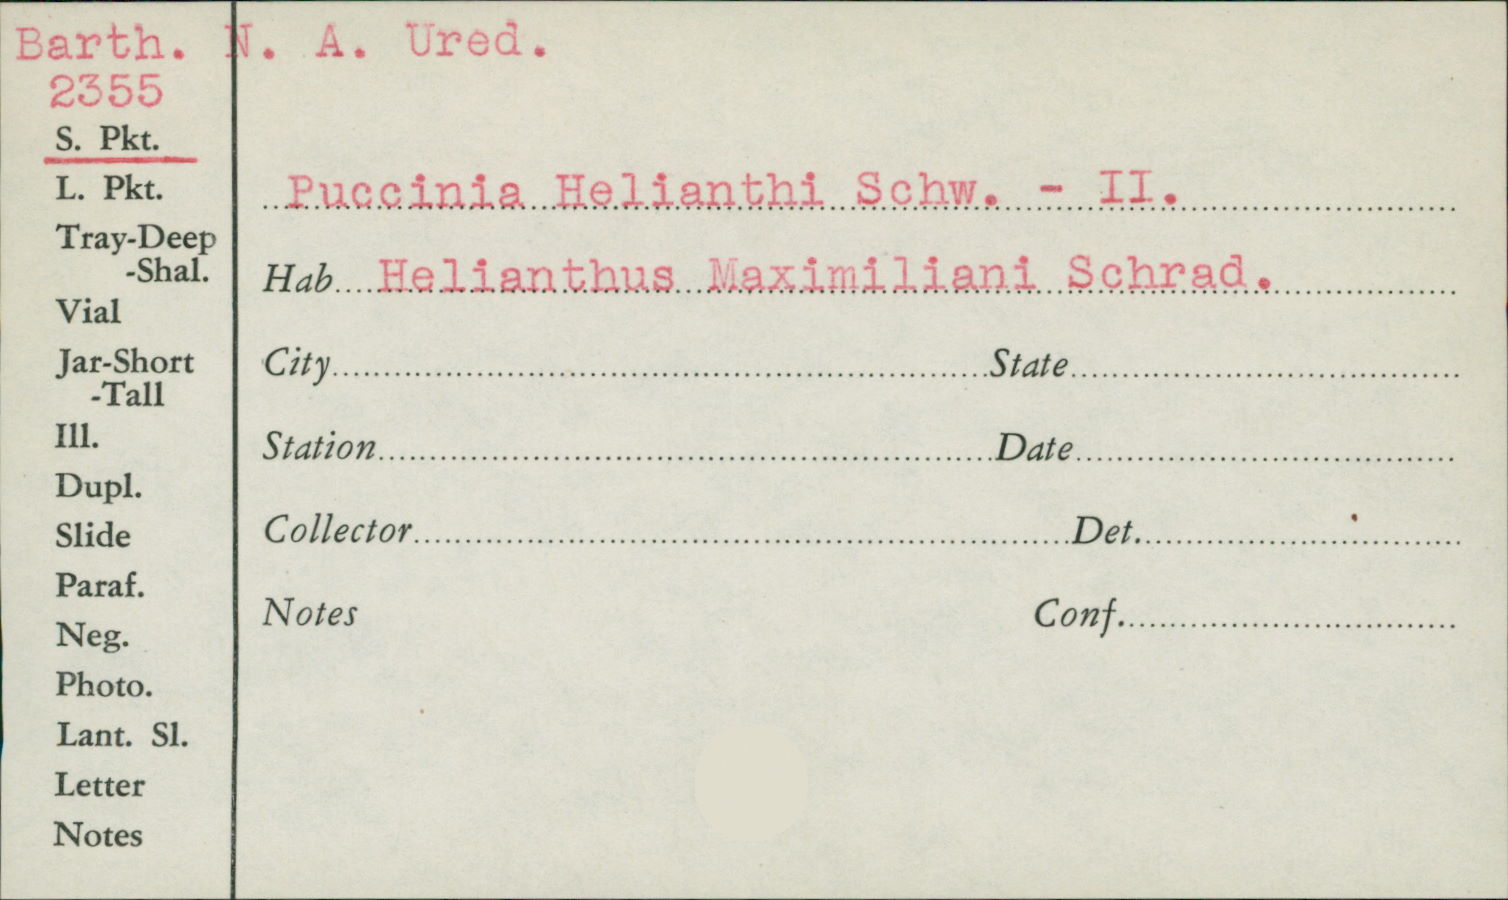 Barth. N. A. Ured.
2355
S. Pkt.
L. Pkt.
Tray-Deep
-Shal.
Vial
Jar-Short
-Tall
Ill.
Dupl.
Slide
Paraf.
Neg.
Photo.
Lant. Sl.
Letter
Notes
Puccinia Helianthi Schw. - II.
Hab. Helianthus Maximiliani Schrad.
City State
Station Date
Collector Det.
Notes Conf.